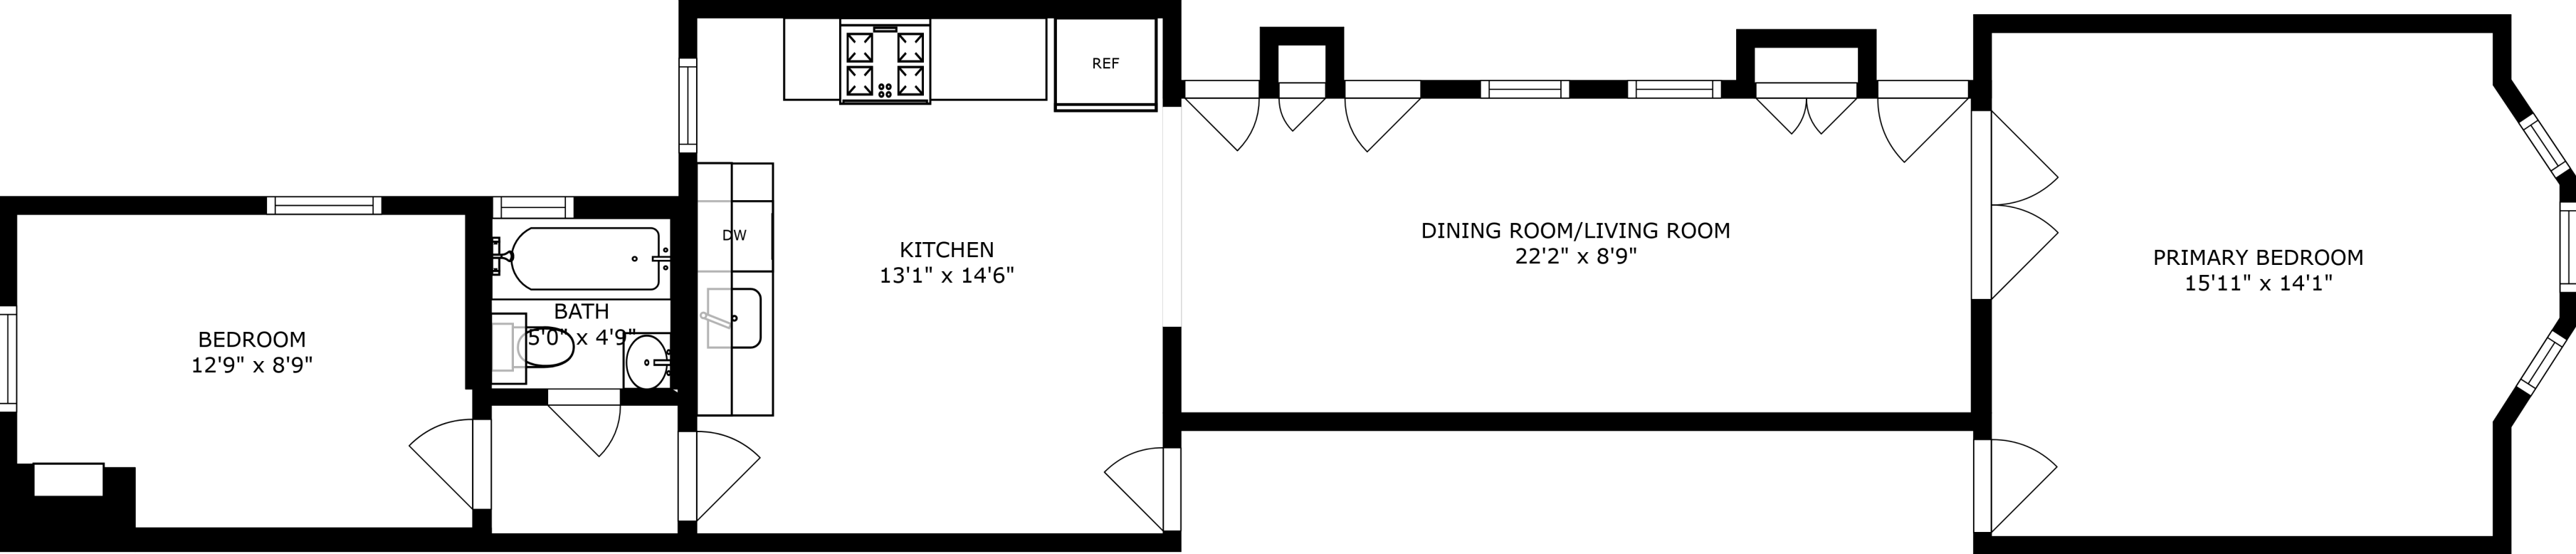 REF
DW
KITCHEN
13'1" x 14'6"
DINING ROOM/LIVING ROOM
22'2" x 8'9"
PRIMARY BEDROOM
15'11" x 14'1"
BATH
5'0" x 4'9"
BEDROOM
12'9" x 8'9"